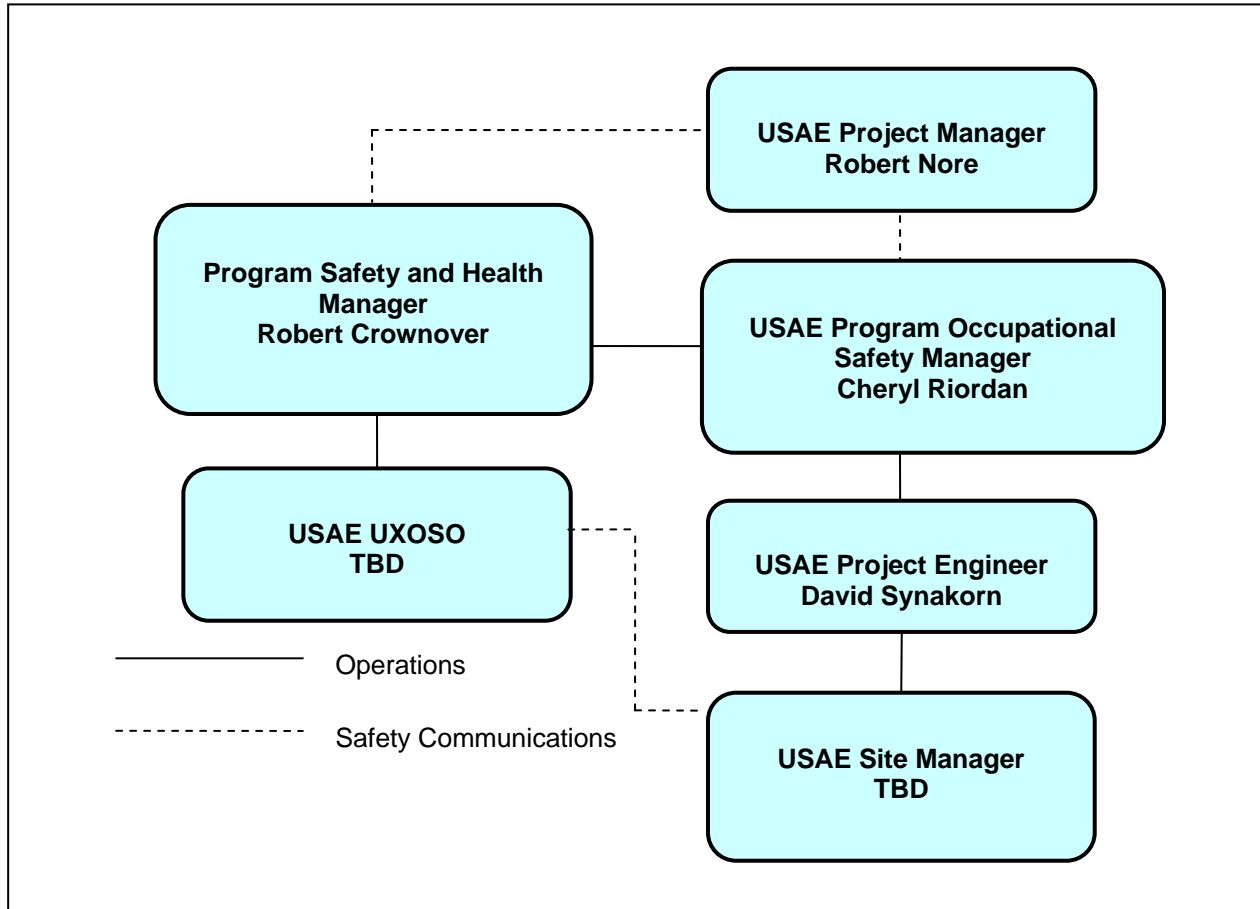 USAE Project Manager
Robert Nore
Program Safety and Health
Manager
Robert Crownover
USAE Program Occupational
Safety Manager
Cheryl Riordan
USAE UXOSO
TBD
USAE Project Engineer
David Synakorn
Operations
Safety Communications
USAE Site Manager
TBD